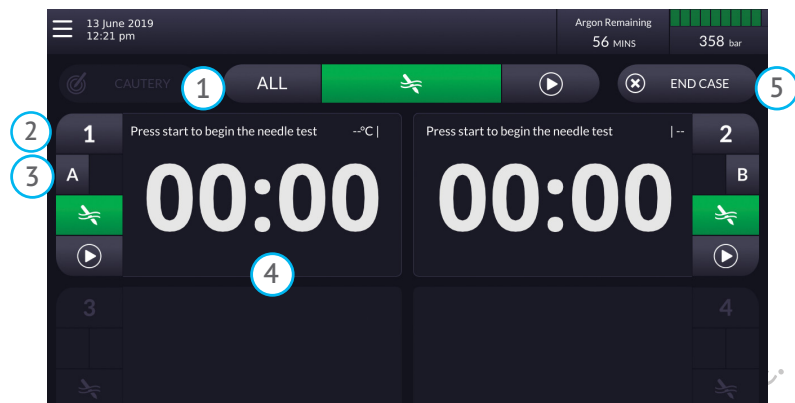 13 June 2019
12:21 pm
Argon Remaining
56 MINS
358 bar
CAUTERY
1
ALL
END CASE
5
2
1
Press start to begin the needle test --°C |
Press start to begin the needle test | --
2
3
A
00:00
00:00
B
4
3
4